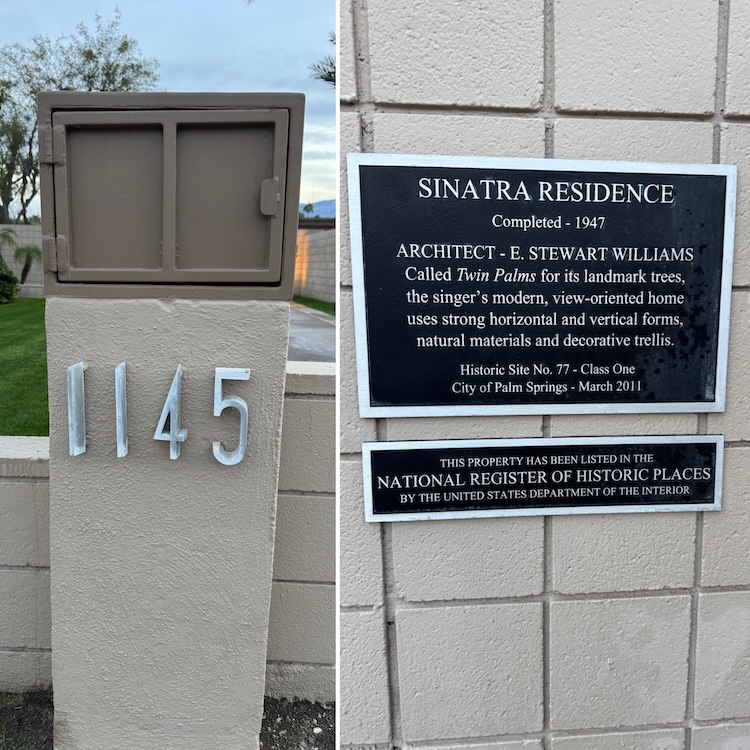 1145
SINATRA RESIDENCE
Completed - 1947
ARCHITECT - E. STEWART WILLIAMS
Called Twin Palms for its landmark trees,
the singer's modern, view-oriented home
uses strong horizontal and vertical forms,
natural materials and decorative trellis.
Historic Site No. 77 - Class One
City of Palm Springs - March 2011
THIS PROPERTY HAS BEEN LISTED IN THE
NATIONAL REGISTER OF HISTORIC PLACES
BY THE UNITED STATES DEPARTMENT OF THE INTERIOR